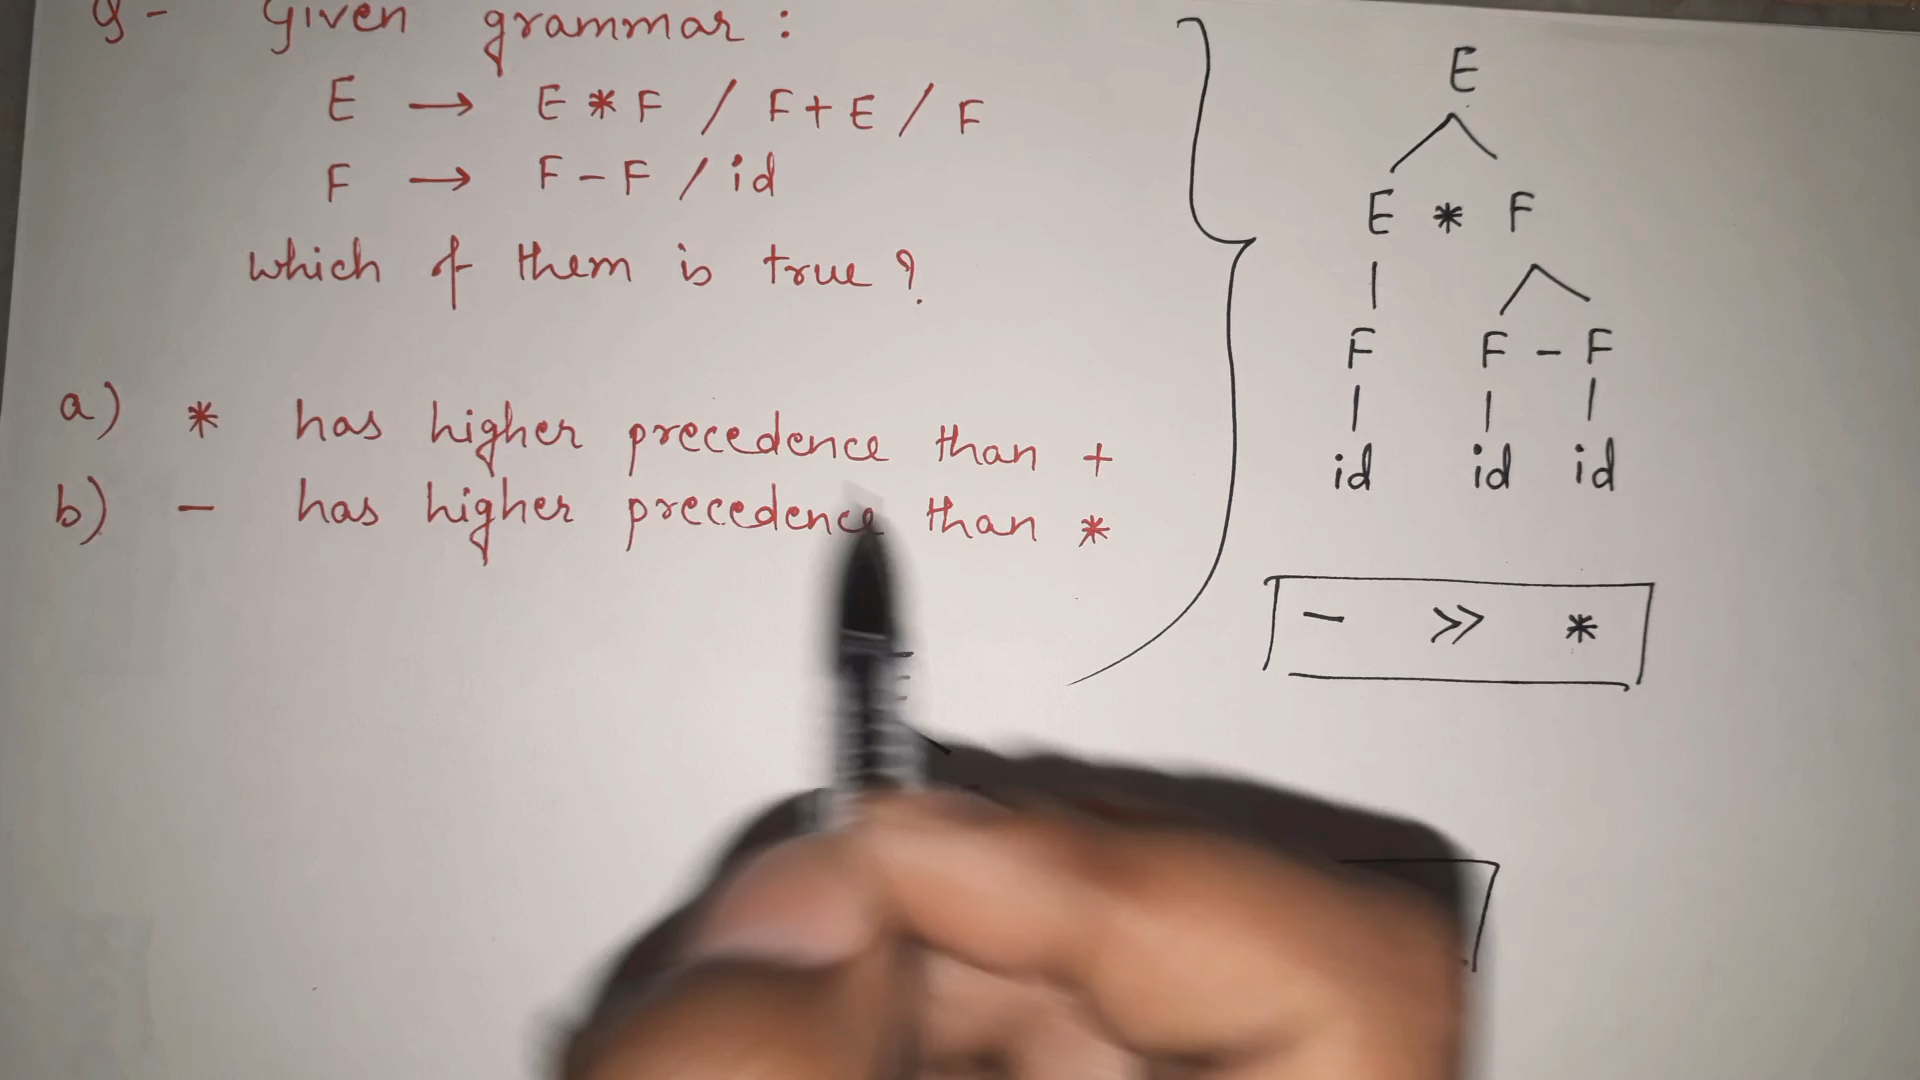 Q- Given grammar :
E → E * F / F + E / F
F → F - F / id
which of them is true ?
a) * has higher precedence than +
b) - has higher precedence than *
E
E * F
F F - F
id id id
- >> *